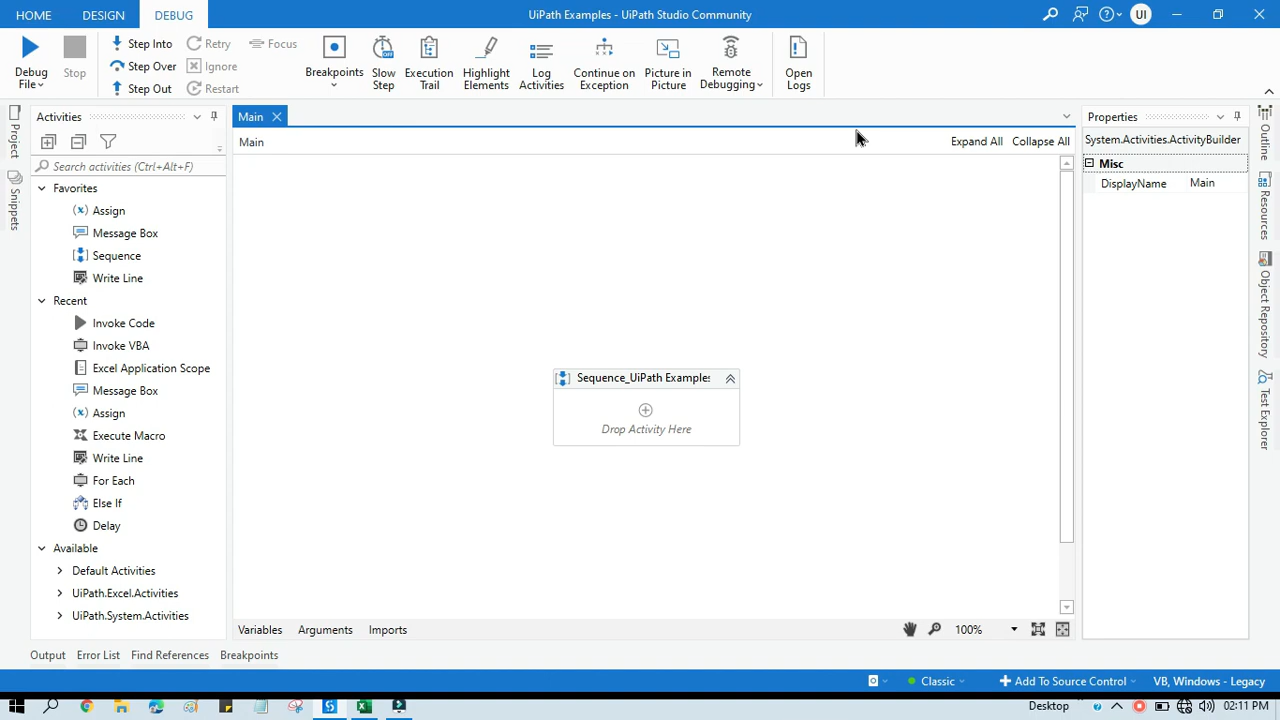 HOME
DESIGN
DEBUG
UiPath Examples - UiPath Studio Community
UI
Debug
File
Stop
Step Into
Step Over
Step Out
Retry
Ignore
Restart
Focus
Breakpoints
Slow
Step
Execution
Trail
Highlight
Elements
Log
Activities
Continue on
Exception
Picture in
Picture
Remote
Debugging
Open
Logs
Project
Snippets
Activities
Search activities (Ctrl+Alt+F)
Favorites
Assign
Message Box
Sequence
Write Line
Recent
Invoke Code
Invoke VBA
Excel Application Scope
Message Box
Assign
Execute Macro
Write Line
For Each
Else If
Delay
Available
Default Activities
UiPath.Excel.Activities
UiPath.System.Activities
Main
Main
Expand All
Collapse All
Sequence_UiPath Examples
Drop Activity Here
Variables
Arguments
Imports
100%
Properties
System.Activities.ActivityBuilder
Misc
DisplayName
Main
Outline
Resources
Object Repository
Test Explorer
Output
Error List
Find References
Breakpoints
Classic
Add To Source Control
VB, Windows - Legacy
Desktop
02:11 PM